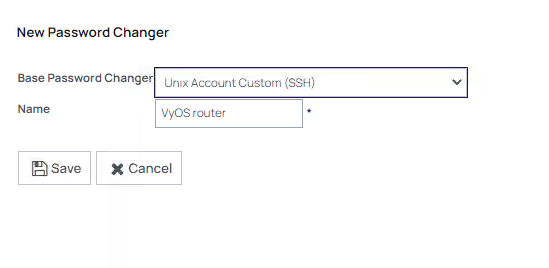 New Password Changer
Base Password Changer Unix Account Custom (SSH)
Name VyOS router *
Save Cancel